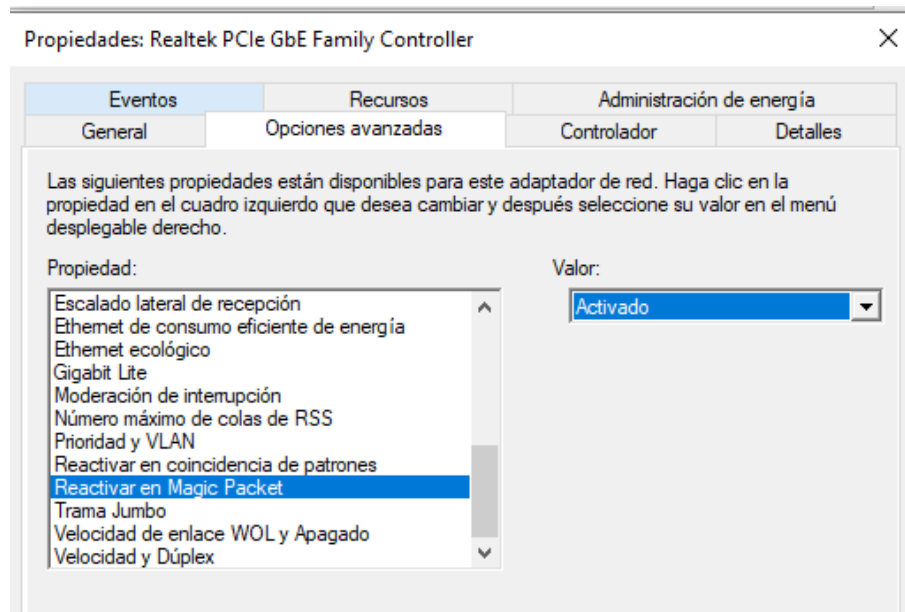 Propiedades: Realtek PCIe GbE Family Controller
Eventos Recursos Administración de energía
General Opciones avanzadas Controlador Detalles
Las siguientes propiedades están disponibles para este adaptador de red. Haga clic en la
propiedad en el cuadro izquierdo que desea cambiar y después seleccione su valor en el menú
desplegable derecho.
Propiedad: Valor:
Escalado lateral de recepción Activado
Ethernet de consumo eficiente de energía
Ethernet ecológico
Gigabit Lite
Moderación de interrupción
Número máximo de colas de RSS
Prioridad y VLAN
Reactivar en coincidencia de patrones
Reactivar en Magic Packet
Trama Jumbo
Velocidad de enlace WOL y Apagado
Velocidad y Dúplex